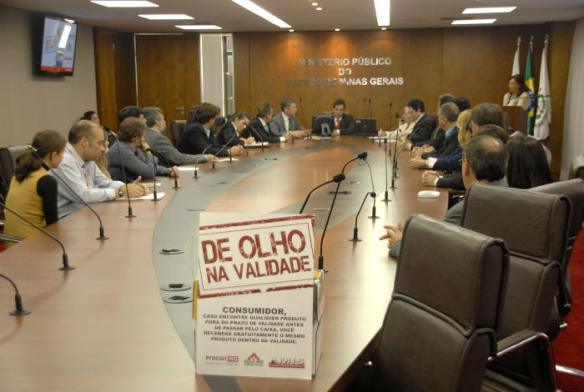 MINISTÉRIO PÚBLICO
DO
ESTADO DE MINAS GERAIS
DE OLHO
NA VALIDADE
CONSUMIDOR,
CASO ENCONTRE QUALQUER PRODUTO
FORA DO PRAZO DE VALIDADE ANTES
DE PASSAR PELO CAIXA, VOCÊ
RECEBERÁ GRATUITAMENTE O MESMO
PRODUTO DENTRO DA VALIDADE.
proconMG